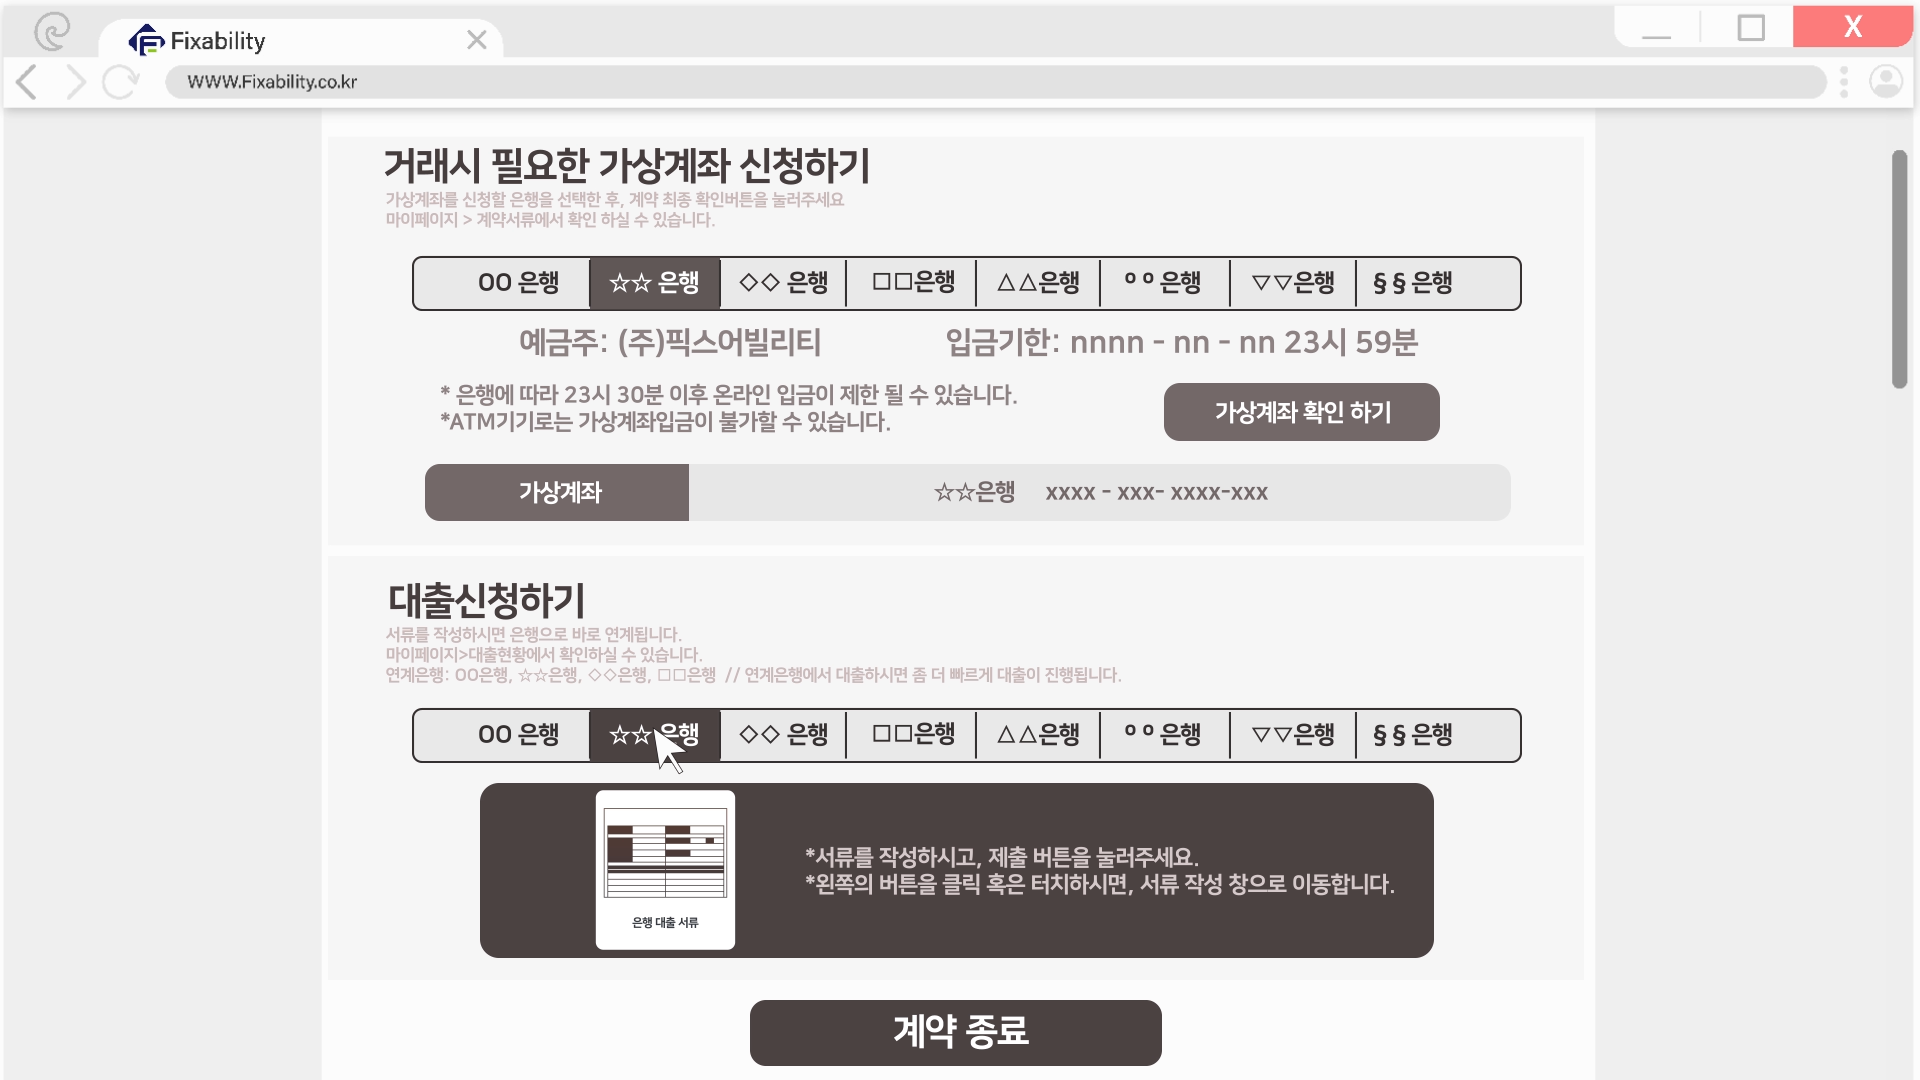 Fixability
X
WWW.Fixability.co.kr
거래시 필요한 가상계좌 신청하기
가상계좌를 신청할 은행을 선택한 후, 계약 최종 확인버튼을 눌러주세요
마이페이지 > 계약서류에서 확인 하실 수 있습니다.
OO 은행 ☆☆ 은행 ◇◇ 은행 □□은행 △△은행 ㅇㅇ은행 ▽▽은행 §§은행
예금주: (주)픽스어빌리티 입금기한: nnnn - nn - nn 23시 59분
* 은행에 따라 23시 30분 이후 온라인 입금이 제한 될 수 있습니다.
*ATM기기로는 가상계좌입금이 불가할 수 있습니다.
가상계좌 확인 하기
가상계좌 ☆☆은행 xxxx - xxx- xxxx-xxx
대출신청하기
서류를 작성하시면 은행으로 바로 연계됩니다.
마이페이지>대출현황에서 확인하실 수 있습니다.
연계은행: OO은행, ☆☆은행, ◇◇은행, □□은행 // 연계은행에서 대출하시면 좀 더 빠르게 대출이 진행됩니다.
OO 은행 ☆☆ 은행 ◇◇ 은행 □□은행 △△은행 ㅇㅇ은행 ▽▽은행 §§은행
*서류를 작성하시고, 제출 버튼을 눌러주세요.
*왼쪽의 버튼을 클릭 혹은 터치하시면, 서류 작성 창으로 이동합니다.
은행 대출 서류
계약 종료